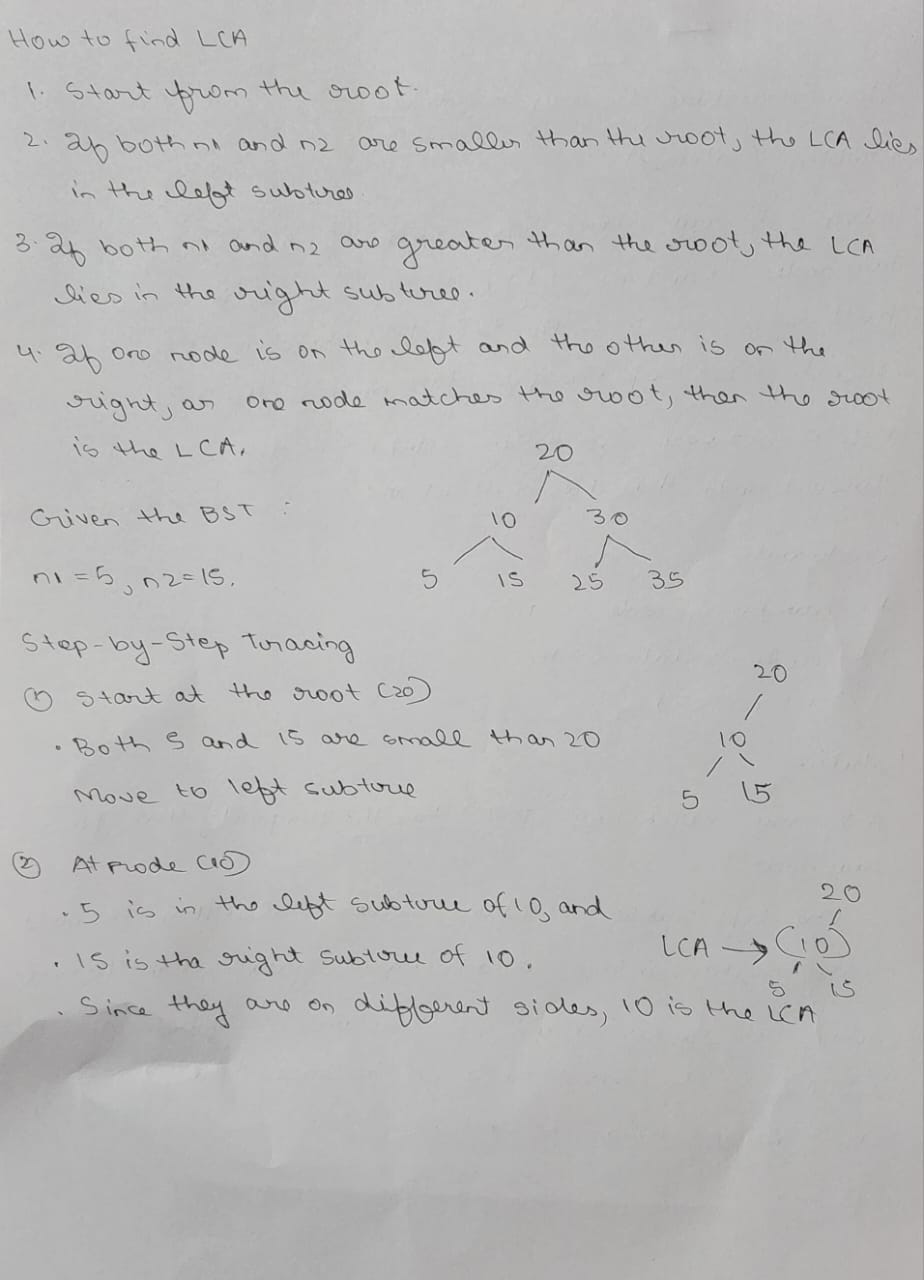 How to find LCA
1. Start from the root.
2. If both n1 and n2 are smaller than the root, the LCA lies
in the left subtree.
3. If both n1 and n2 are greater than the root, the LCA
lies in the right subtree.
4. If one node is on the left and the other is on the
right, or one node matches the root, then the root
is the LCA.
20
Given the BST :
10 30
n1 = 5, n2 = 15.
5 15 25 35
Step-by-Step Tracing
① Start at the root (20)
20
• Both 5 and 15 are small than 20
10
Move to left subtree
5 15
② At node (10)
20
• 5 is in the left subtree of 10, and
LCA → (10)
• 15 is tha right subtree of 10.
5 15
• Since they are on different sides, 10 is the LCA